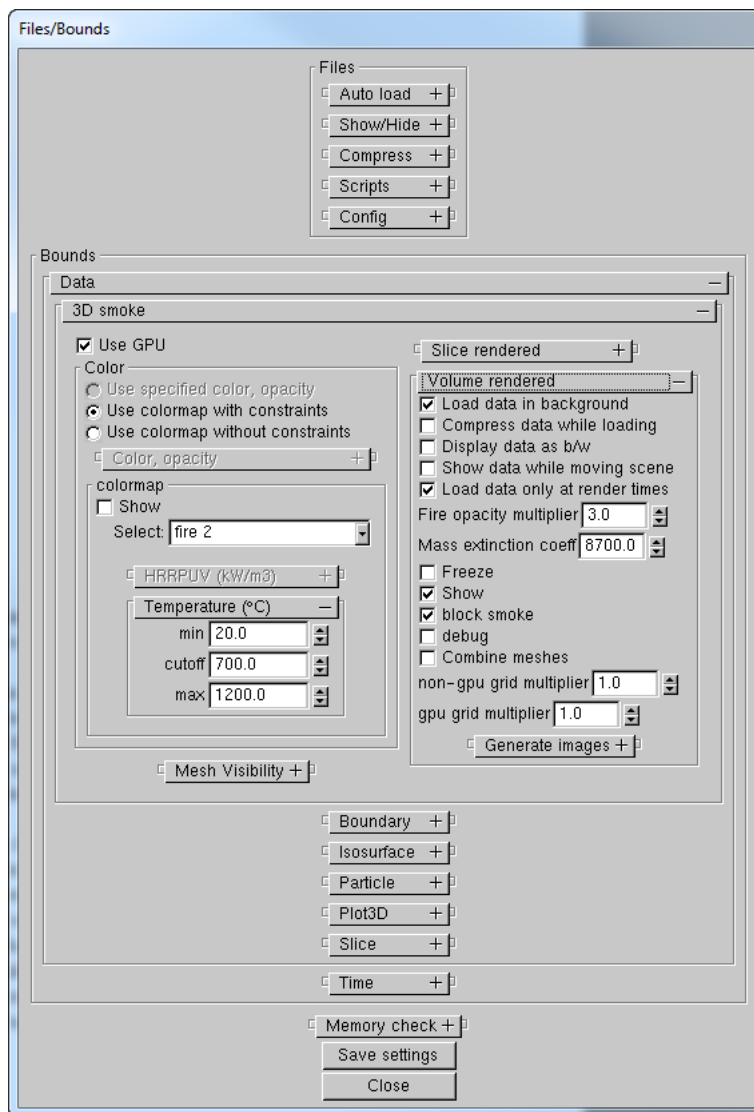 Files/Bounds
Files
Auto load
Show/Hide
Compress
Scripts
Config
Bounds
Data
3D smoke
Use GPU
Color
Use specified color, opacity
Use colormap with constraints
Use colormap without constraints
Color, opacity
colormap
Show
Select: fire 2
HRRPUV (kW/m3)
Temperature (°C)
min 20.0
cutoff 700.0
max 1200.0
Mesh Visibility
Slice rendered
Volume rendered
Load data in background
Compress data while loading
Display data as b/w
Show data while moving scene
Load data only at render times
Fire opacity multiplier 3.0
Mass extinction coeff 8700.0
Freeze
Show
block smoke
debug
Combine meshes
non-gpu grid multiplier 1.0
gpu grid multiplier 1.0
Generate images
Boundary
Isosurface
Particle
Plot3D
Slice
Time
Memory check
Save settings
Close